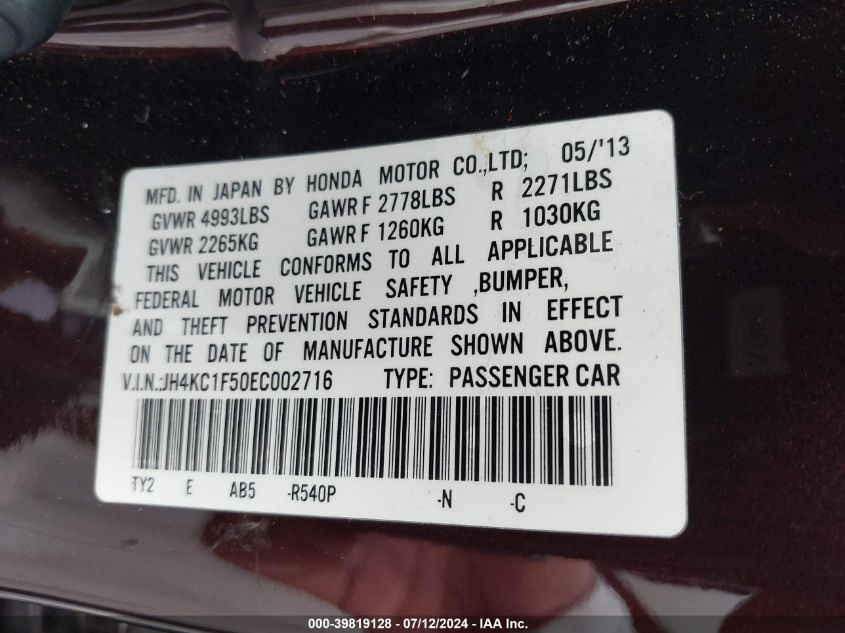 MFD. IN JAPAN BY HONDA MOTOR CO.,LTD; 05/'13
GVWR 4993LBS GAWR F 2778LBS R 2271LBS
GVWR 2265KG GAWR F 1260KG R 1030KG
THIS VEHICLE CONFORMS TO ALL APPLICABLE
FEDERAL MOTOR VEHICLE SAFETY ,BUMPER,
AND THEFT PREVENTION STANDARDS IN EFFECT
ON THE DATE OF MANUFACTURE SHOWN ABOVE.
V.I.N.:JH4KC1F50EC002716 TYPE: PASSENGER CAR
TY2 E AB5 -R540P -N -C
000-39819128 - 07/12/2024 - IAA Inc.